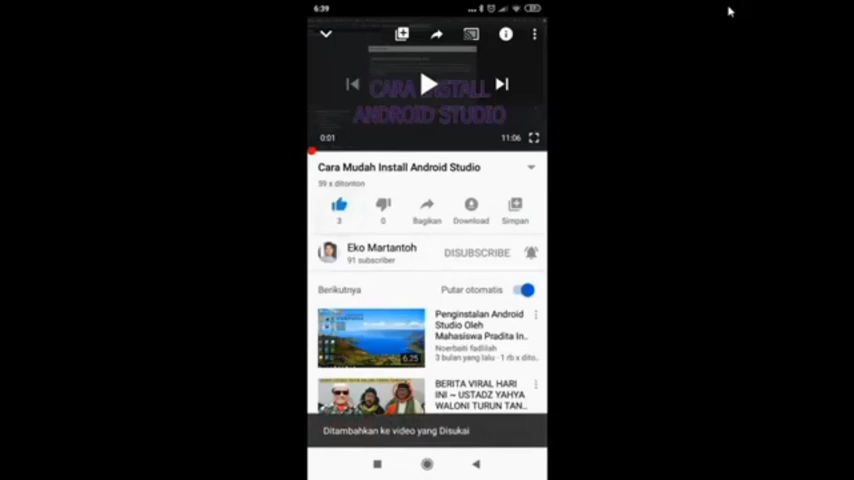 6:39
CARA INSTALL
ANDROID STUDIO
0:01
11:06
Cara Mudah Install Android Studio
39 x ditonton
3
0
Bagikan
Download
Simpan
Eko Martantoh
91 subscriber
DISUBSCRIBE
Berikutnya
Putar otomatis
Penginstalan Android
Studio Oleh
Mahasiswa Pradita In..
Noerbaiti fadlilah
3 bulan yang lalu · 1 rb x dito..
6:25
BERITA VIRAL HARI
INI ~ USTADZ YAHYA
WALONI TURUN TAN..
Ditambahkan ke video yang Disukai